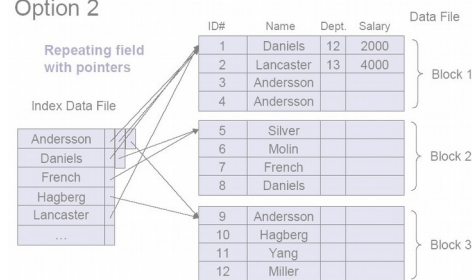 Option 2
Repeating field
with pointers
Index Data File
Andersson
Daniels
French
Hagberg
Lancaster
...
Data File
ID# Name Dept. Salary
1 Daniels 12 2000
2 Lancaster 13 4000
3 Andersson
4 Andersson
Block 1
5 Silver
6 Molin
7 French
8 Daniels
Block 2
9 Andersson
10 Hagberg
11 Yang
12 Miller
Block 3